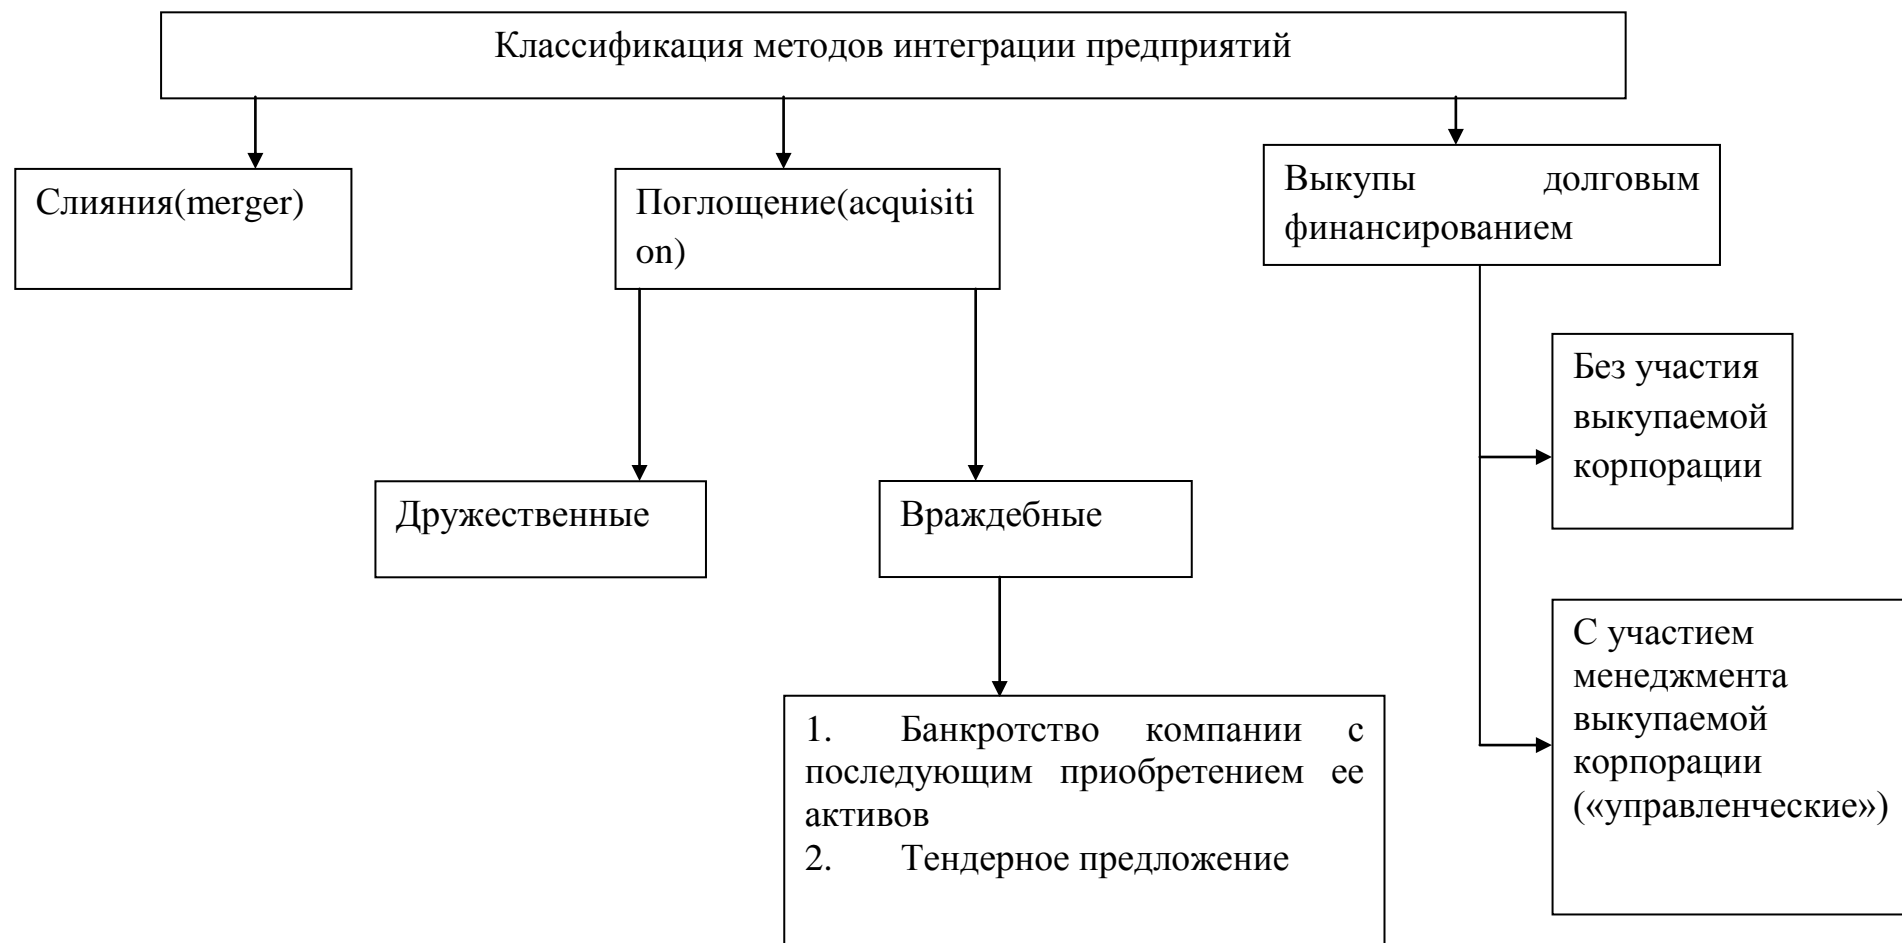 Классификация методов интеграции предприятий
Слияния(merger)
Поглощение(acquisiti
on)
Выкупы долговым
финансированием
Без участия
выкупаемой
корпорации
Дружественные
Враждебные
С участием
менеджмента
выкупаемой
корпорации
(«управленческие»)
1. Банкротство компании с
последующим приобретением ее
активов
2. Тендерное предложение